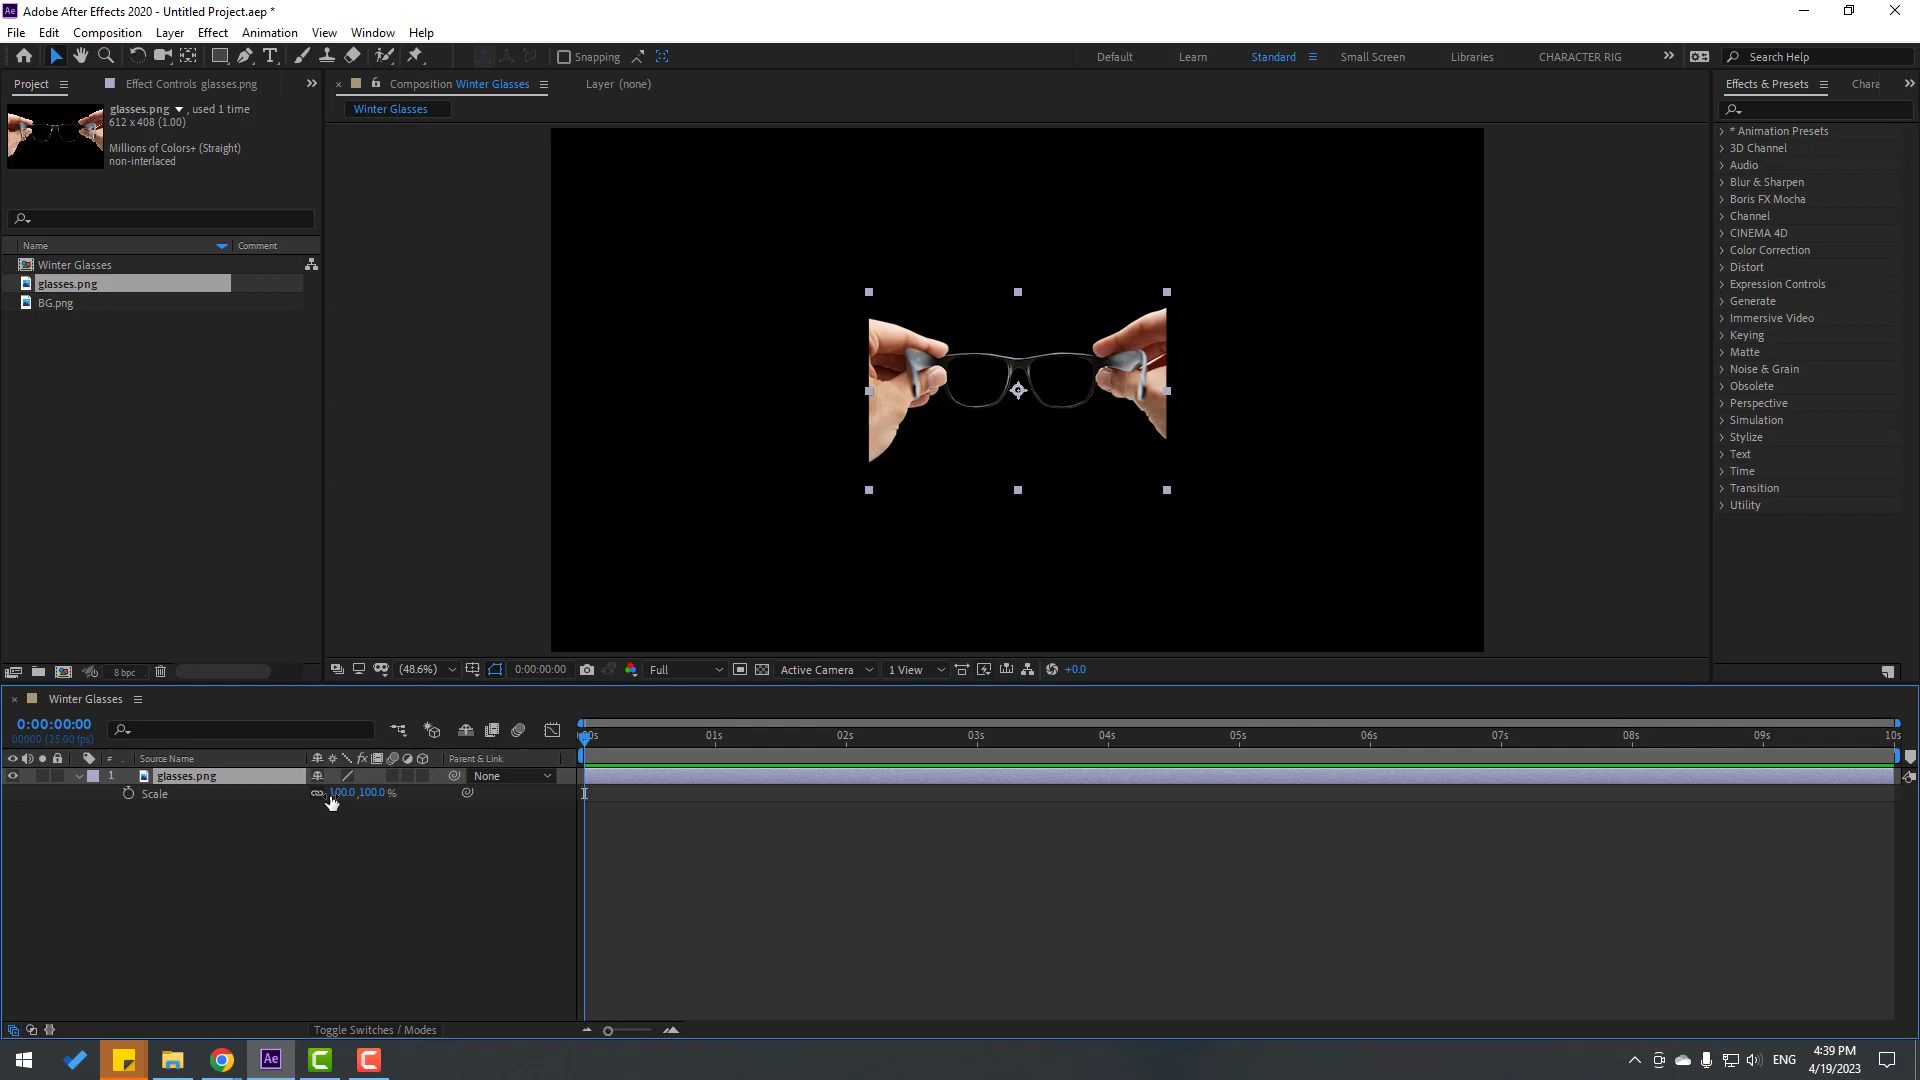 Adobe After Effects 2020 - Untitled Project.aep *
File Edit Composition Layer Effect Animation View Window Help
Snapping
Default Learn Standard Small Screen Libraries CHARACTER RIG
Search Help
Project
Effect Controls glasses.png
glasses.png , used 1 time
612 x 408 (1.00)
Millions of Colors+ (Straight)
non-interlaced
Name Comment
Winter Glasses
glasses.png
BG.png
8 bpc
Composition Winter Glasses
Layer (none)
Winter Glasses
(48.6%) 0:00:00:00 Full Active Camera 1 View +0.0
Effects & Presets Chara
* Animation Presets
3D Channel
Audio
Blur & Sharpen
Boris FX Mocha
Channel
CINEMA 4D
Color Correction
Distort
Expression Controls
Generate
Immersive Video
Keying
Matte
Noise & Grain
Obsolete
Perspective
Simulation
Stylize
Text
Time
Transition
Utility
Winter Glasses
0:00:00:00
00000 (25.00 fps)
:00s 01s 02s 03s 04s 05s 06s 07s 08s 09s 10s
# . Source Name fx Parent & Link
1 glasses.png None
Scale 100.0,100.0 %
Toggle Switches / Modes
Ae
ENG
4:39 PM
4/19/2023